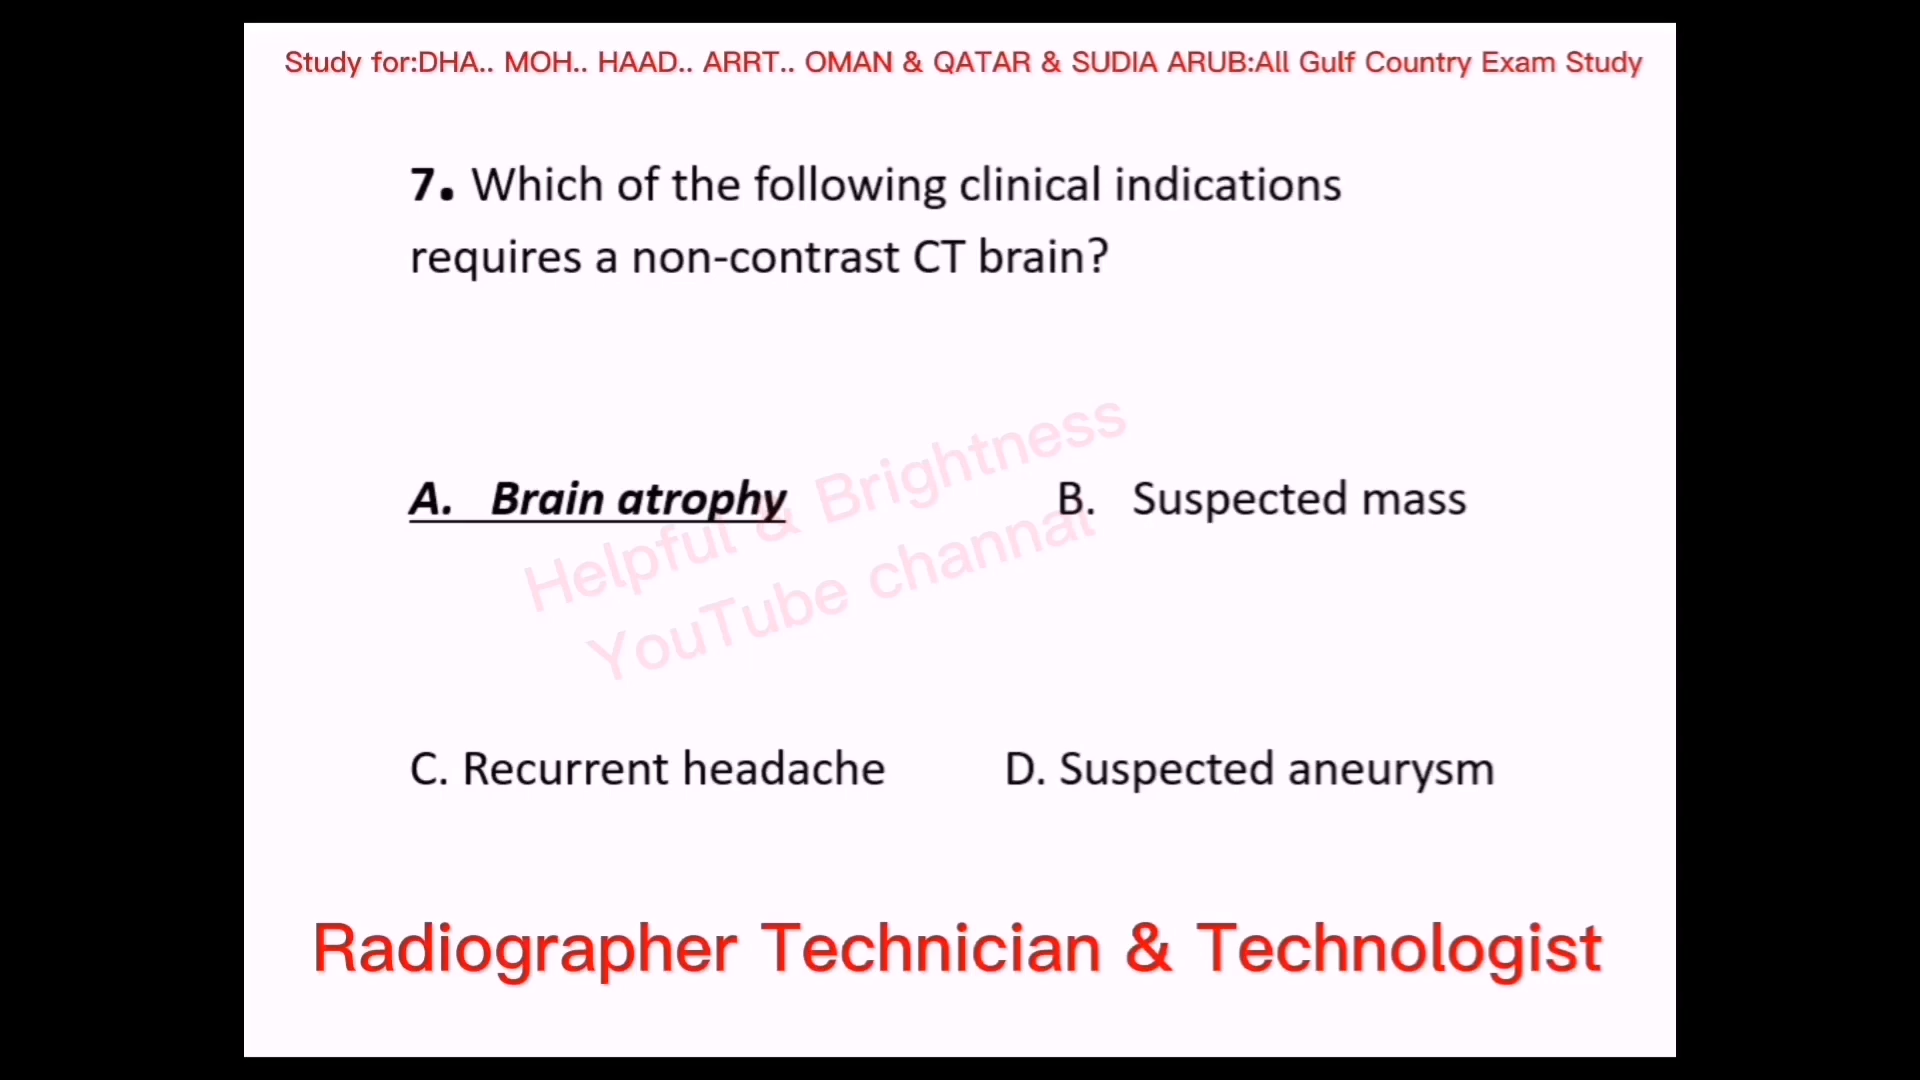 Study for:DHA.. MOH.. HAAD.. ARRT.. OMAN & QATAR & SUDIA ARUB:All Gulf Country Exam Study
7. Which of the following clinical indications
requires a non-contrast CT brain?
A. Brain atrophy
B. Suspected mass
Helpful & Brightness
YouTube channal
C. Recurrent headache
D. Suspected aneurysm
Radiographer Technician & Technologist